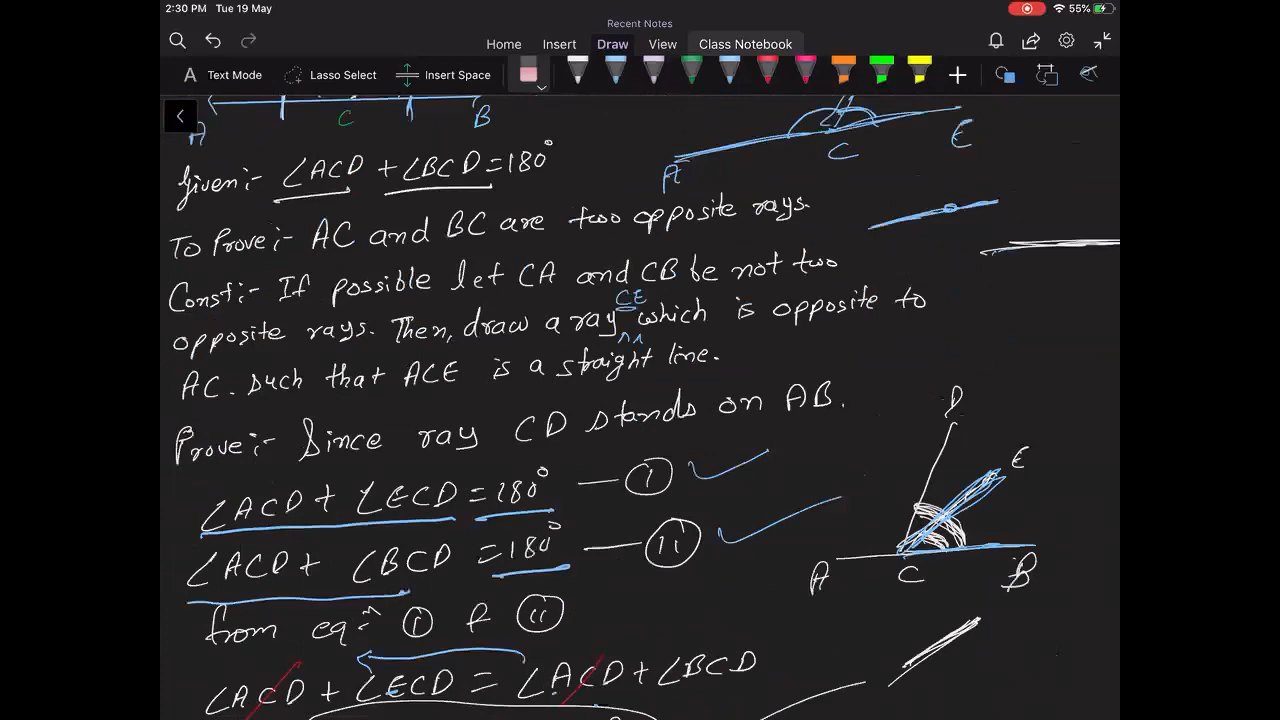 2:30 PM Tue 19 May
55%
Recent Notes
Home Insert Draw View Class Notebook
Text Mode Lasso Select Insert Space
A C B
A C E
Given:- ∠ACD + ∠BCD = 180°
To Prove:- AC and BC are two opposite rays.
Const:- If possible let CA and CB be not two
opposite rays. Then, draw a ray CE which is opposite to
AC. such that ACE is a straight line.
Prove:- Since ray CD stands on AB.
∠ACD + ∠ECD = 180° — (i)
∠ACD + ∠BCD = 180° — (ii)
from eqⁿ (i) & (ii)
∠ACD + ∠ECD = ∠ACD + ∠BCD
D
E
A C B